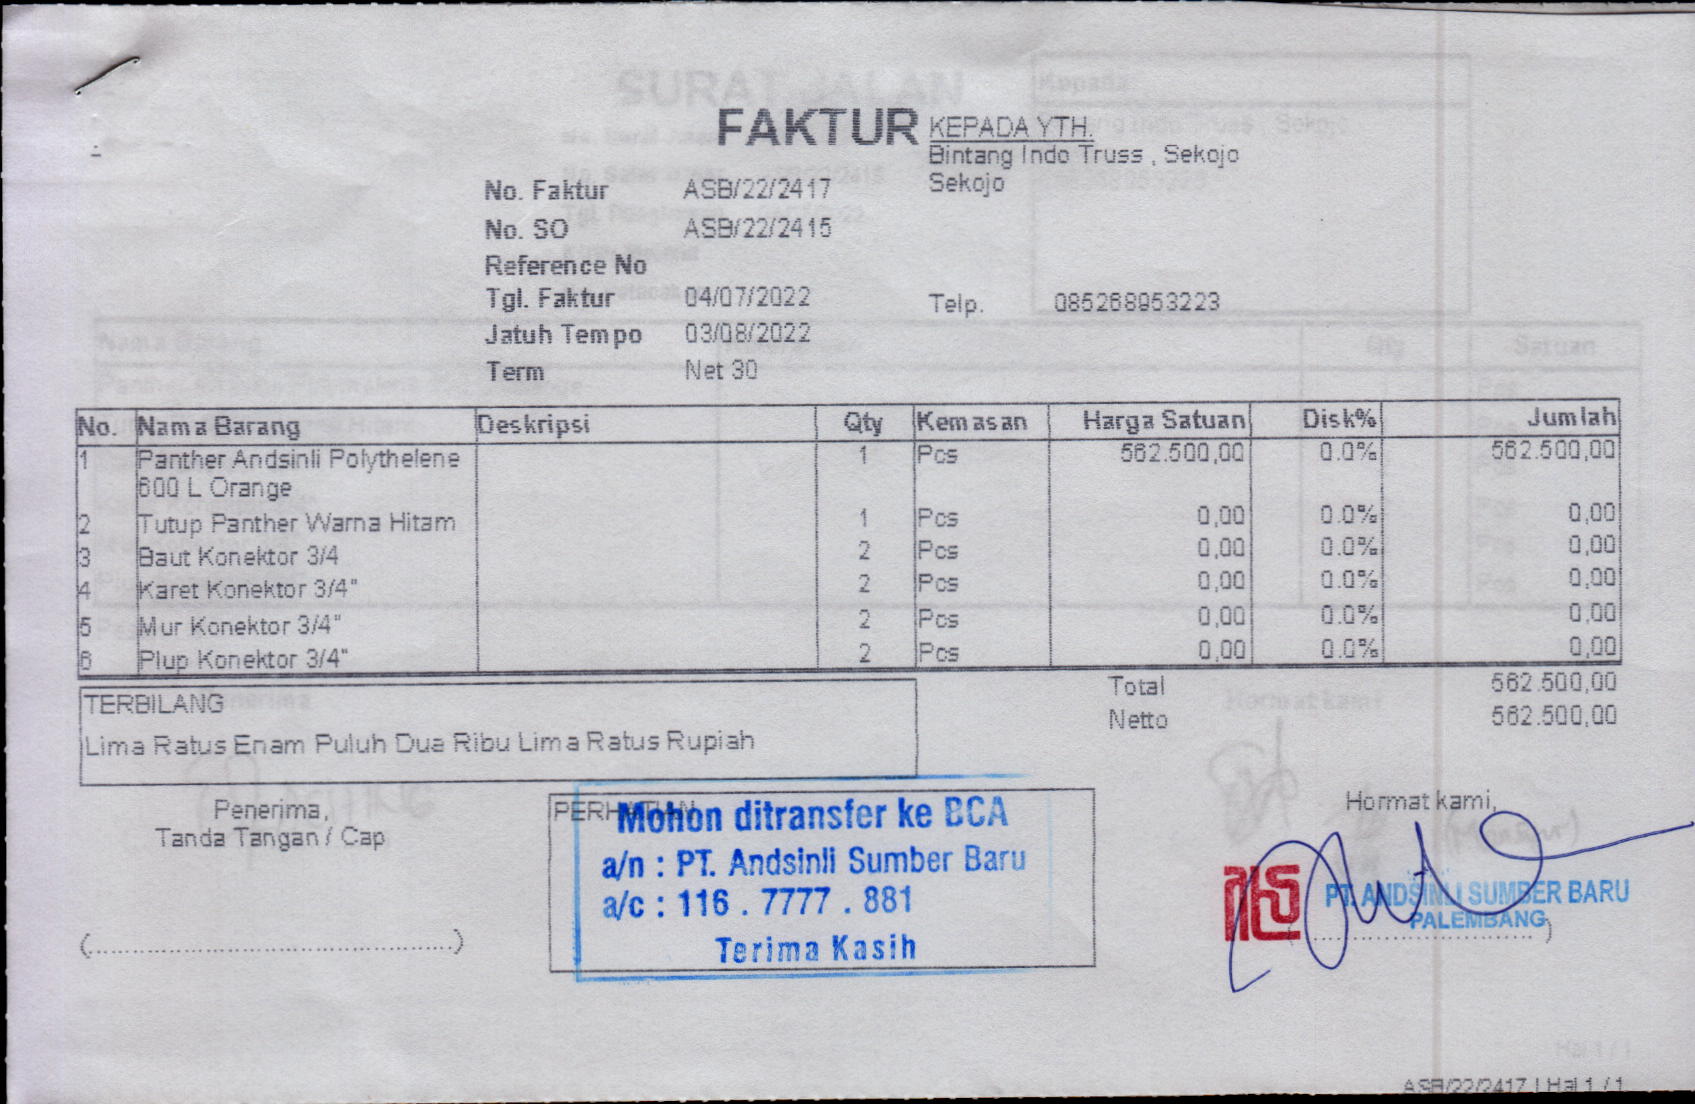 FAKTUR
KEPADA YTH.
Bintang Indo Truss , Sekojo
Sekojo
No. Faktur ASB/22/2417
No. SO ASB/22/2415
Reference No
Tgl. Faktur 04/07/2022
Telp. 085268953223
Jatuh Tempo 03/08/2022
Term Net 30
No. Nama Barang Deskripsi Qty Kemasan Harga Satuan Disk% Jumlah
1 Panther Andsinli Polythelene 1 Pcs 562.500,00 0.0% 562.500,00
600 L Orange
2 Tutup Panther Warna Hitam 1 Pcs 0,00 0.0% 0,00
3 Baut Konektor 3/4 2 Pcs 0,00 0.0% 0,00
4 Karet Konektor 3/4" 2 Pcs 0,00 0.0% 0,00
5 Mur Konektor 3/4" 2 Pcs 0,00 0.0% 0,00
6 Plup Konektor 3/4" 2 Pcs 0,00 0.0% 0,00
Total 562.500,00
Netto 562.500,00
TERBILANG
Lima Ratus Enam Puluh Dua Ribu Lima Ratus Rupiah
Penerima,
Tanda Tangan / Cap
(................................................)
PERHATIAN
Mohon ditransfer ke BCA
a/n : PT. Andsinli Sumber Baru
a/c : 116 . 7777 . 881
Terima Kasih
Hormat kami,
PT. ANDSINLI SUMBER BARU
PALEMBANG
ASB/22/2417 | Hal 1 / 1